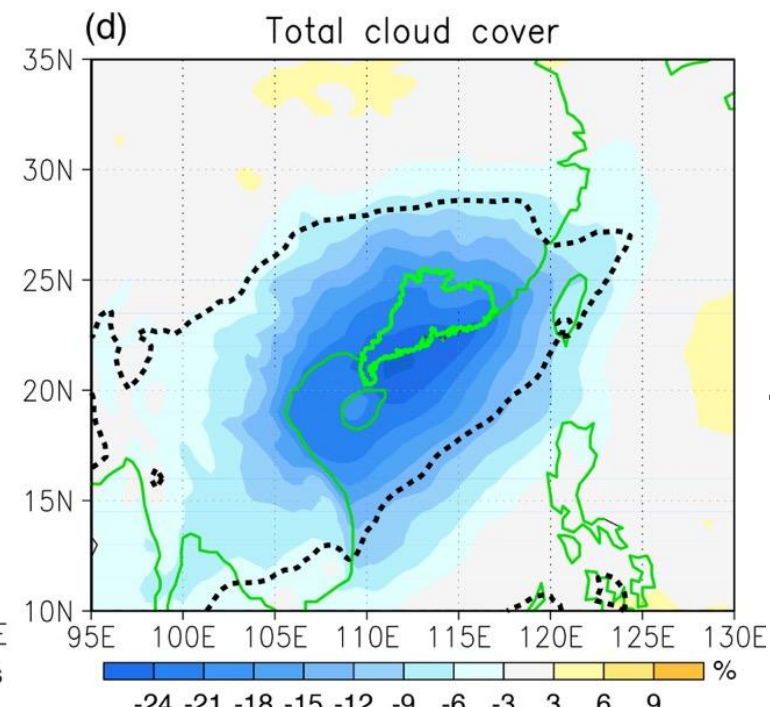 (d) Total cloud cover
35N
30N
25N
20N
15N
10N
95E 100E 105E 110E 115E 120E 125E 130E
%
-24 -21 -18 -15 -12 -9 -6 -3 3 6 9